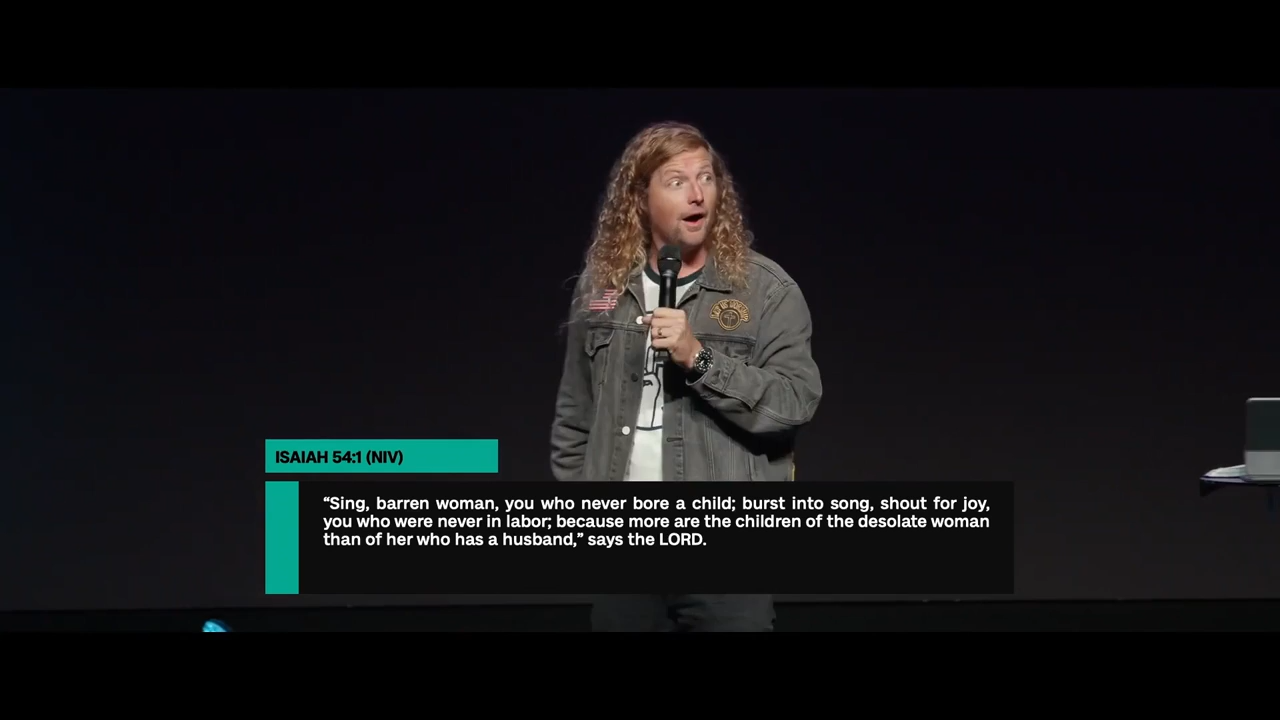 ISAIAH 54:1 (NIV)
“Sing, barren woman, you who never bore a child; burst into song, shout for joy,
you who were never in labor; because more are the children of the desolate woman
than of her who has a husband,” says the LORD.